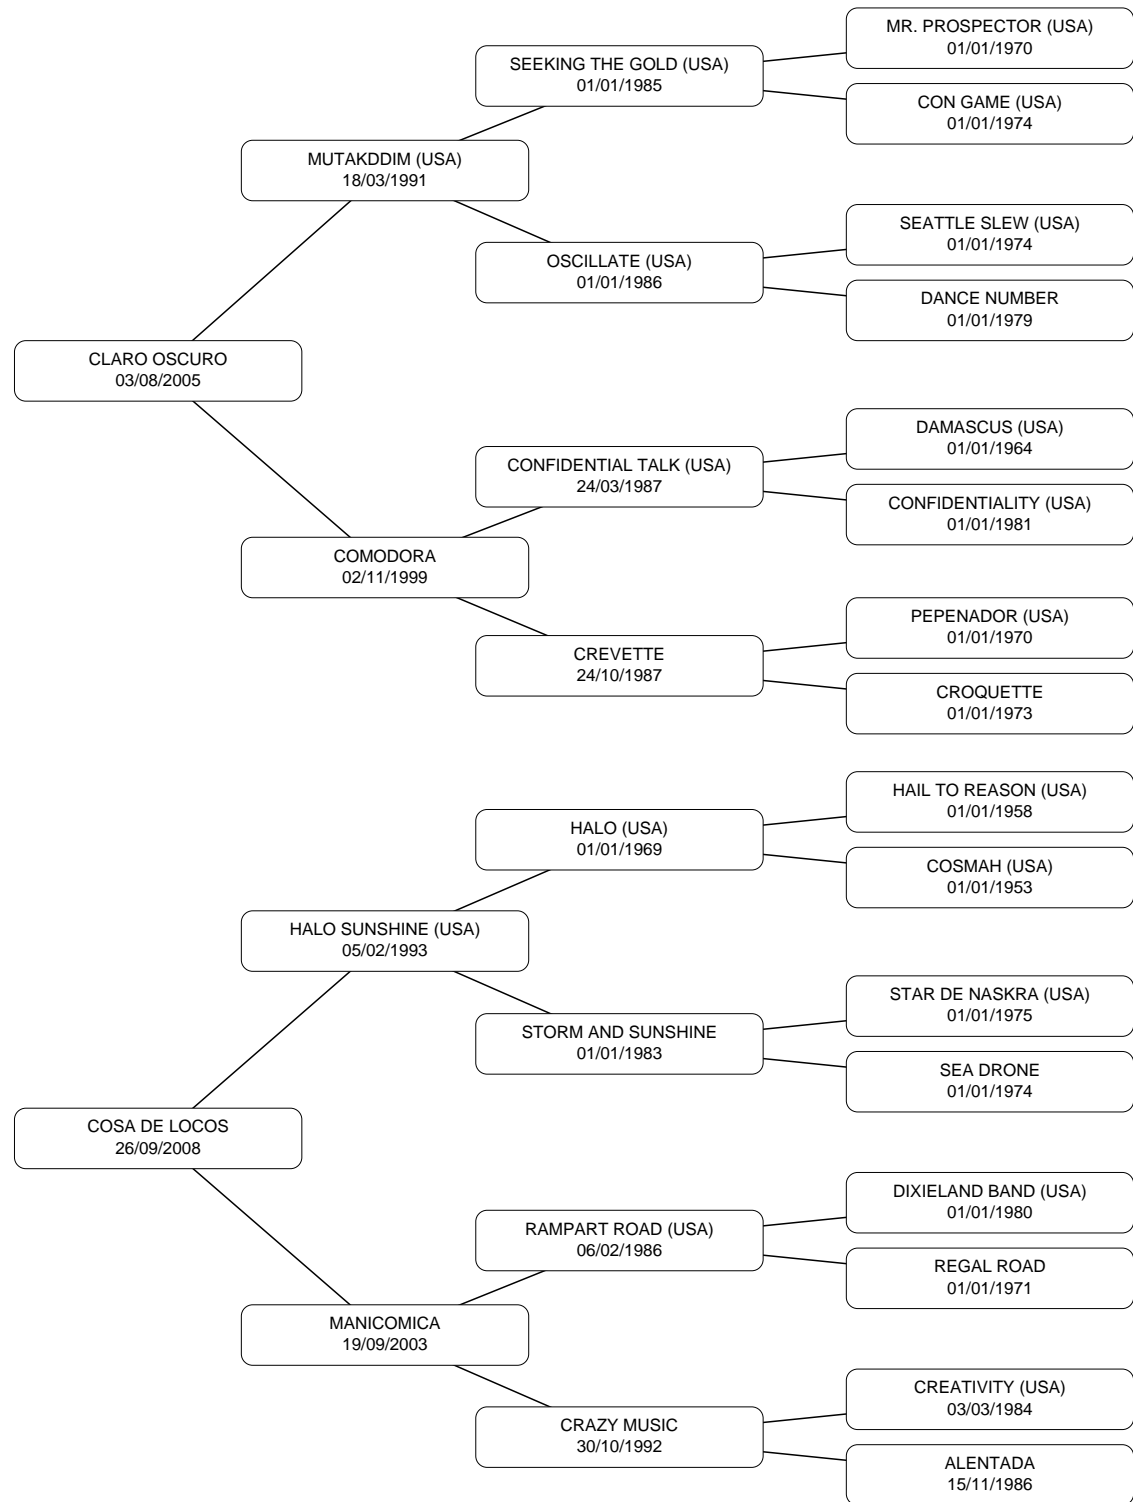 MR. PROSPECTOR (USA)
01/01/1970
SEEKING THE GOLD (USA)
01/01/1985
CON GAME (USA)
01/01/1974
MUTAKDDIM (USA)
18/03/1991
SEATTLE SLEW (USA)
01/01/1974
OSCILLATE (USA)
01/01/1986
DANCE NUMBER
01/01/1979
CLARO OSCURO
03/08/2005
DAMASCUS (USA)
01/01/1964
CONFIDENTIAL TALK (USA)
24/03/1987
CONFIDENTIALITY (USA)
01/01/1981
COMODORA
02/11/1999
PEPENADOR (USA)
01/01/1970
CREVETTE
24/10/1987
CROQUETTE
01/01/1973
HAIL TO REASON (USA)
01/01/1958
HALO (USA)
01/01/1969
COSMAH (USA)
01/01/1953
HALO SUNSHINE (USA)
05/02/1993
STAR DE NASKRA (USA)
01/01/1975
STORM AND SUNSHINE
01/01/1983
SEA DRONE
01/01/1974
COSA DE LOCOS
26/09/2008
DIXIELAND BAND (USA)
01/01/1980
RAMPART ROAD (USA)
06/02/1986
REGAL ROAD
01/01/1971
MANICOMICA
19/09/2003
CREATIVITY (USA)
03/03/1984
CRAZY MUSIC
30/10/1992
ALENTADA
15/11/1986